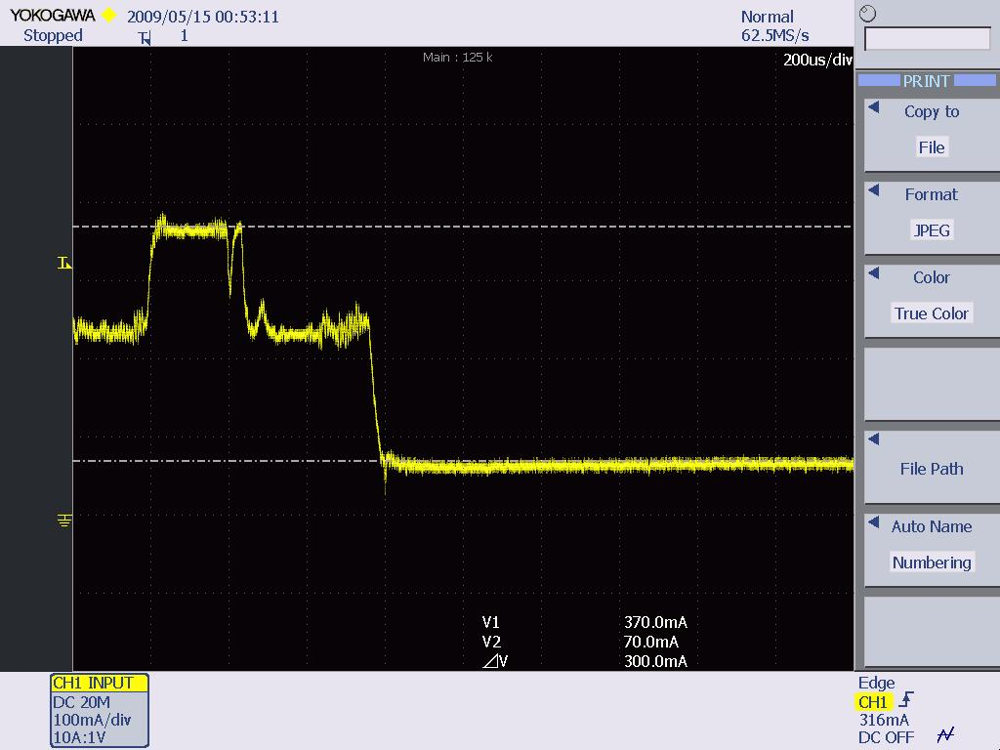 YOKOGAWA 2009/05/15 00:53:11
Normal
Stopped
1
62.5MS/s
Main : 125 k
200us/div
PRINT
Copy to
File
Format
JPEG
Color
True Color
File Path
Auto Name
Numbering
V1 370.0mA
V2 70.0mA
⊿V 300.0mA
CH1 INPUT
DC 20M
100mA/div
10A:1V
Edge
CH1
316mA
DC OFF